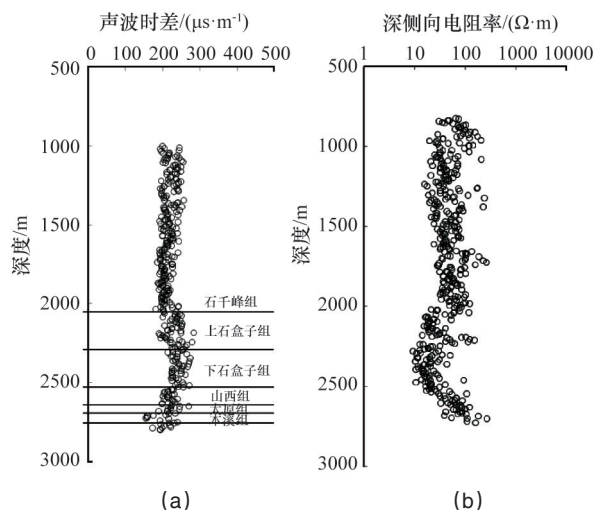 声波时差/(μs·m⁻¹)
0 100 200 300 400 500
500
1000
1500
2000
2500
3000
深度/m
石千峰组
上石盒子组
下石盒子组
山西组
太原组
本溪组
(a)
深侧向电阻率/(Ω·m)
1 10 100 1000 10000
500
1000
1500
2000
2500
3000
深度/m
(b)